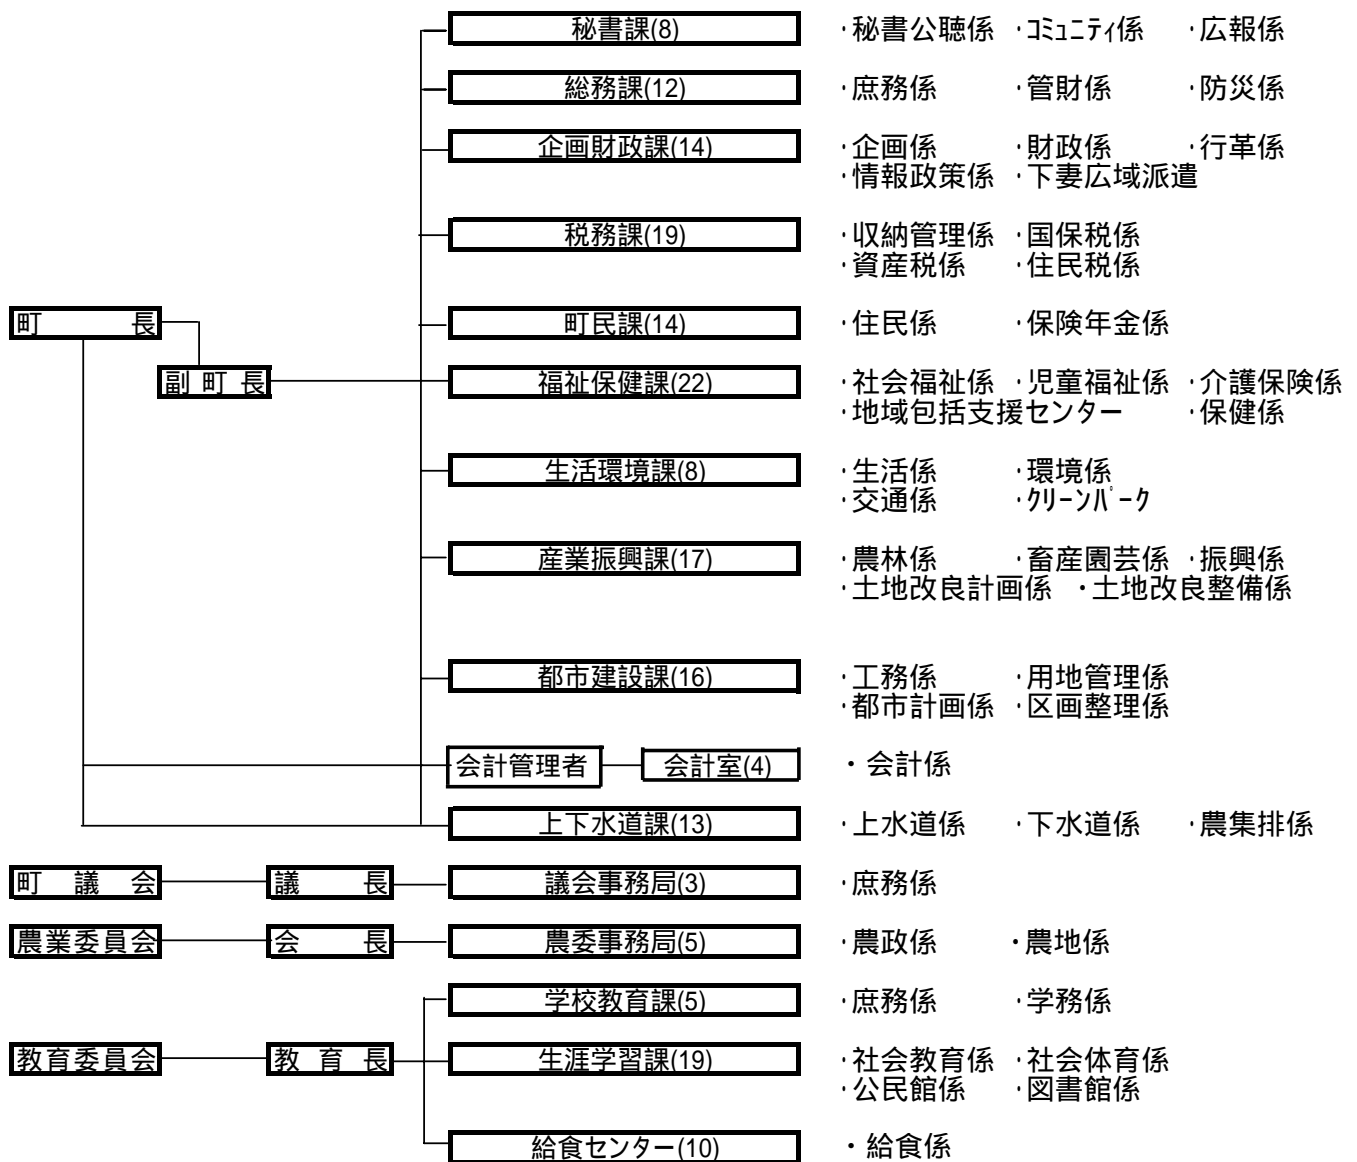 秘書課(8) ・秘書公聴係 ・コミュニティ係 ・広報係
総務課(12) ・庶務係 ・管財係 ・防災係
企画財政課(14) ・企画係 ・財政係 ・行革係
・情報政策係 ・下妻広域派遣
税務課(19) ・収納管理係 ・国保税係
・資産税係 ・住民税係
町長 町民課(14) ・住民係 ・保険年金係
副町長 福祉保健課(22) ・社会福祉係 ・児童福祉係 ・介護保険係
・地域包括支援センター ・保健係
生活環境課(8) ・生活係 ・環境係
・交通係 ・クリーンパーク
産業振興課(17) ・農林係 ・畜産園芸係 ・振興係
・土地改良計画係 ・土地改良整備係
都市建設課(16) ・工務係 ・用地管理係
・都市計画係 ・区画整理係
会計管理者 会計室(4) ・会計係
上下水道課(13) ・上水道係 ・下水道係 ・農集排係
町議会 議長 議会事務局(3) ・庶務係
農業委員会 会長 農委事務局(5) ・農政係 ・農地係
学校教育課(5) ・庶務係 ・学務係
教育委員会 教育長 生涯学習課(19) ・社会教育係 ・社会体育係
・公民館係 ・図書館係
給食センター(10) ・給食係